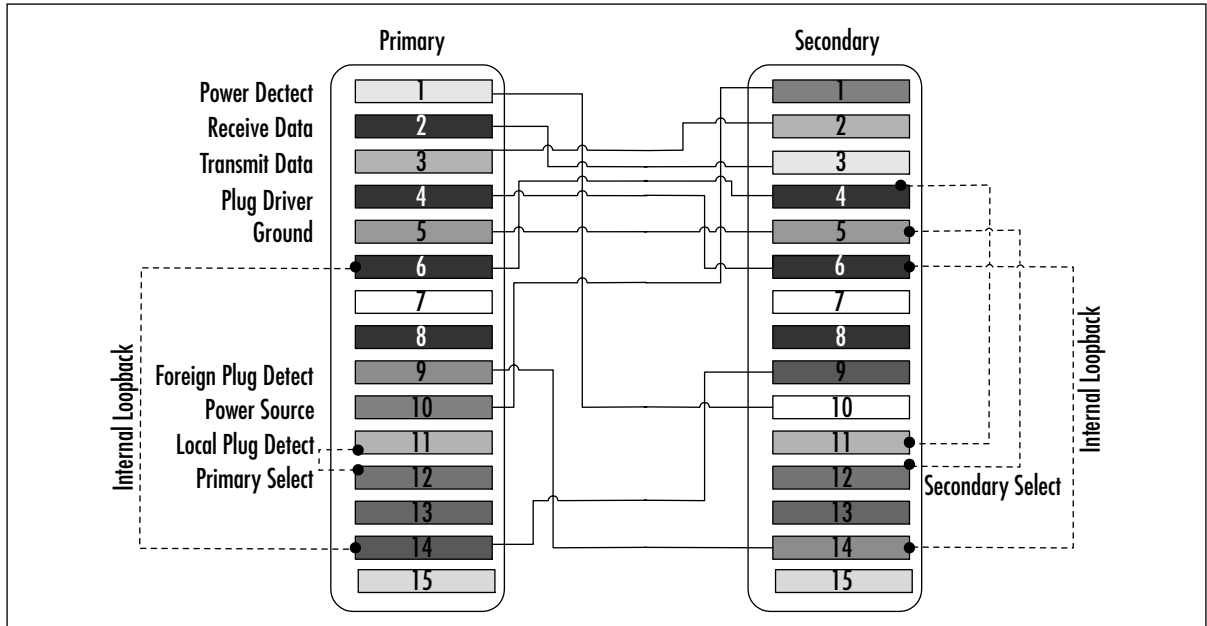 Primary
Secondary
Power Dectect
1
1
Receive Data
2
2
Transmit Data
3
3
Plug Driver
4
4
Ground
5
5
6
6
7
7
8
8
Foreign Plug Detect
9
9
Power Source
10
10
Local Plug Detect
11
11
Primary Select
12
12
Secondary Select
13
13
14
14
15
15
Internal Loopback
Internal Loopback